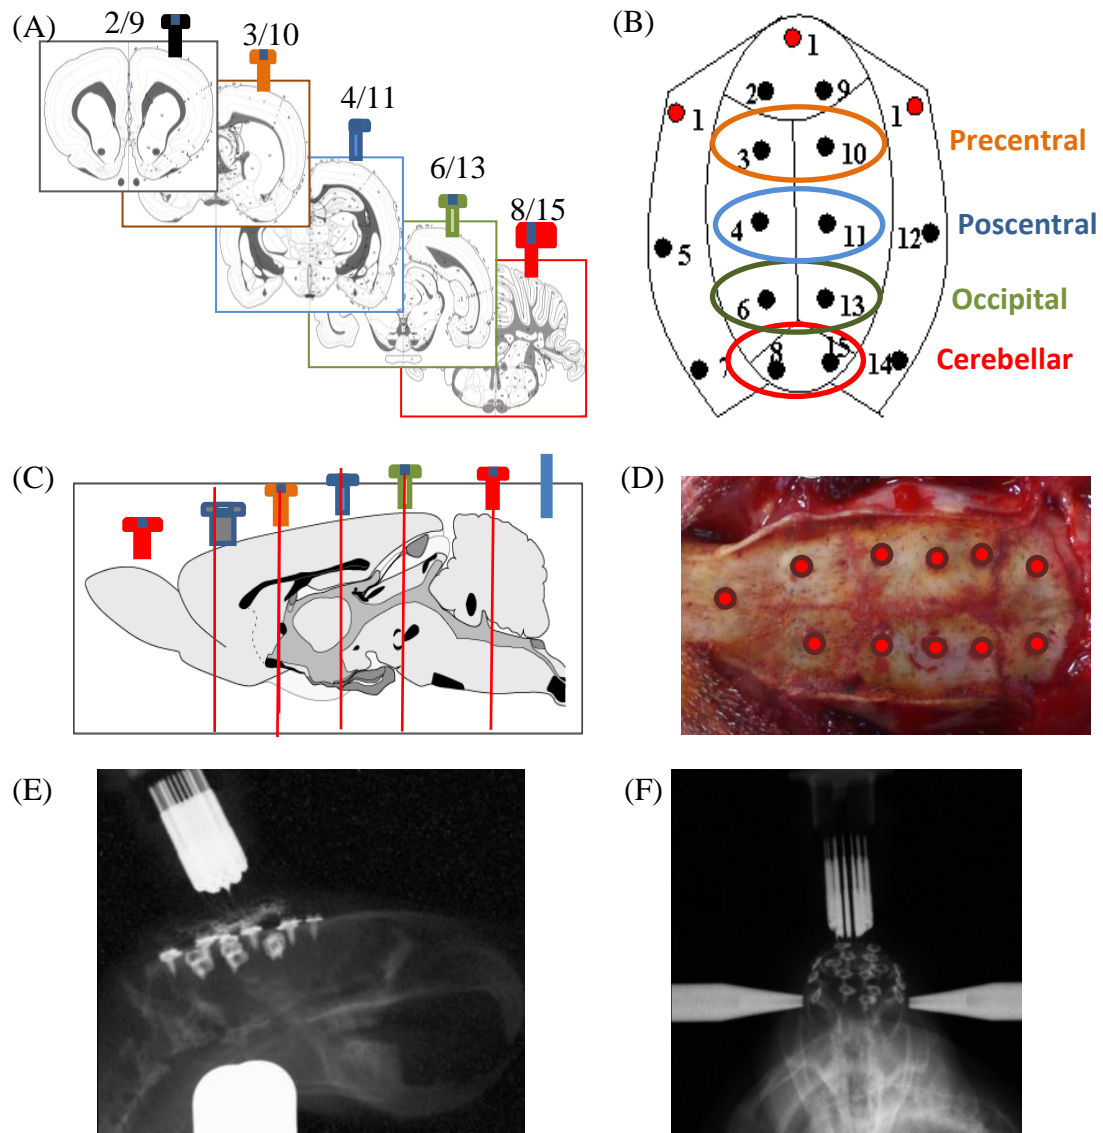 (A)
2/9
3/10
4/11
6/13
8/15
(B)
1
2
9
1
1
3
10
Precentral
4
11
Poscentral
5
12
6
13
Occipital
7
8
15
14
Cerebellar
(C)
(D)
(E)
(F)